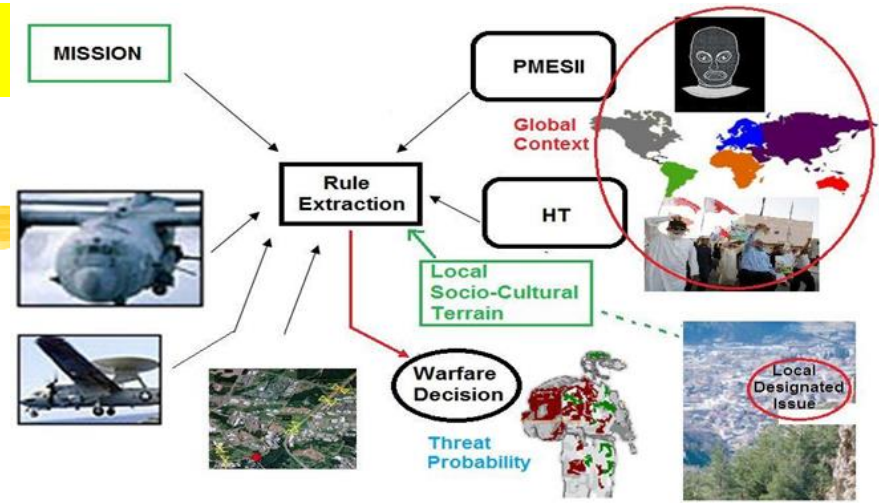 MISSION
PMESII
Global
Context
Rule
Extraction
HT
Local
Socio-Cultural
Terrain
Warfare
Decision
Threat
Probability
Local
Designated
Issue